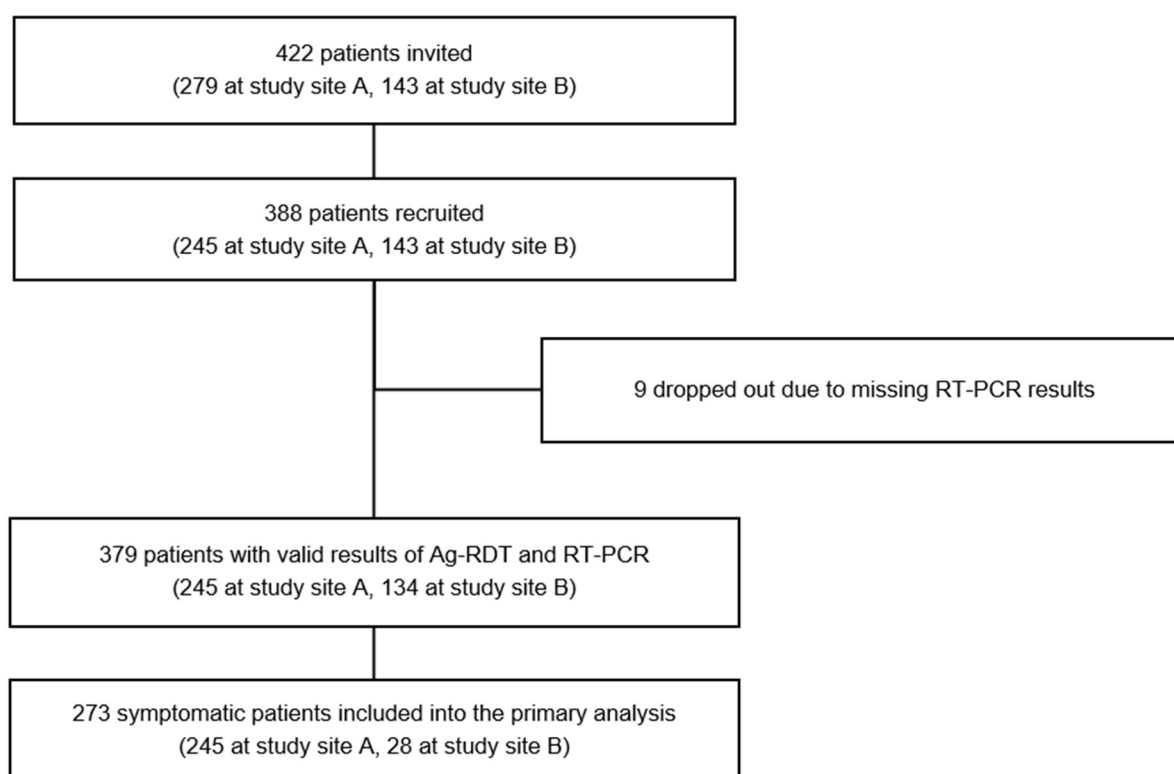 422 patients invited
(279 at study site A, 143 at study site B)
388 patients recruited
(245 at study site A, 143 at study site B)
9 dropped out due to missing RT-PCR results
379 patients with valid results of Ag-RDT and RT-PCR
(245 at study site A, 134 at study site B)
273 symptomatic patients included into the primary analysis
(245 at study site A, 28 at study site B)